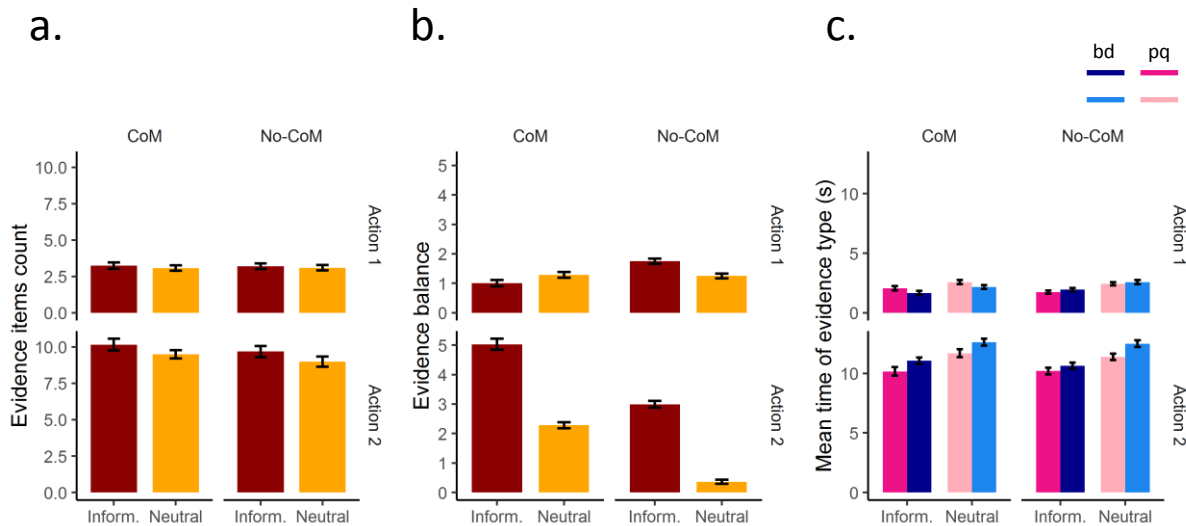 a.
b.
c.
bd pq
CoM No-CoM
CoM No-CoM
CoM No-CoM
Evidence items count
10.0
7.5
5.0
2.5
0.0
10.0
7.5
5.0
2.5
0.0
Action 1
Action 2
Inform. Neutral Inform. Neutral
Evidence balance
5
4
3
2
1
0
5
4
3
2
1
0
Action 1
Action 2
Inform. Neutral Inform. Neutral
Mean time of evidence type (s)
10
5
0
10
5
0
Action 1
Action 2
Inform. Neutral Inform. Neutral